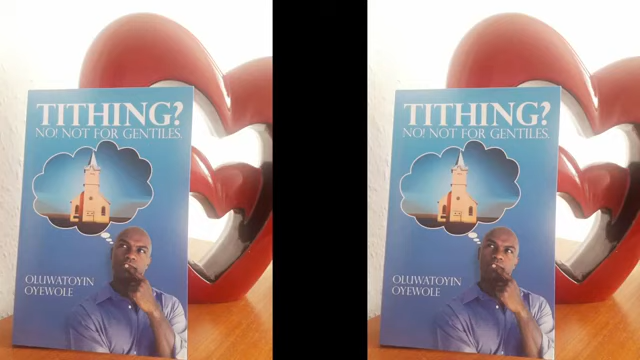 TITHING?
NO! NOT FOR GENTILES.
OLUWATOYIN
OYEWOLE
TITHING?
NO! NOT FOR GENTILES.
OLUWATOYIN
OYEWOLE